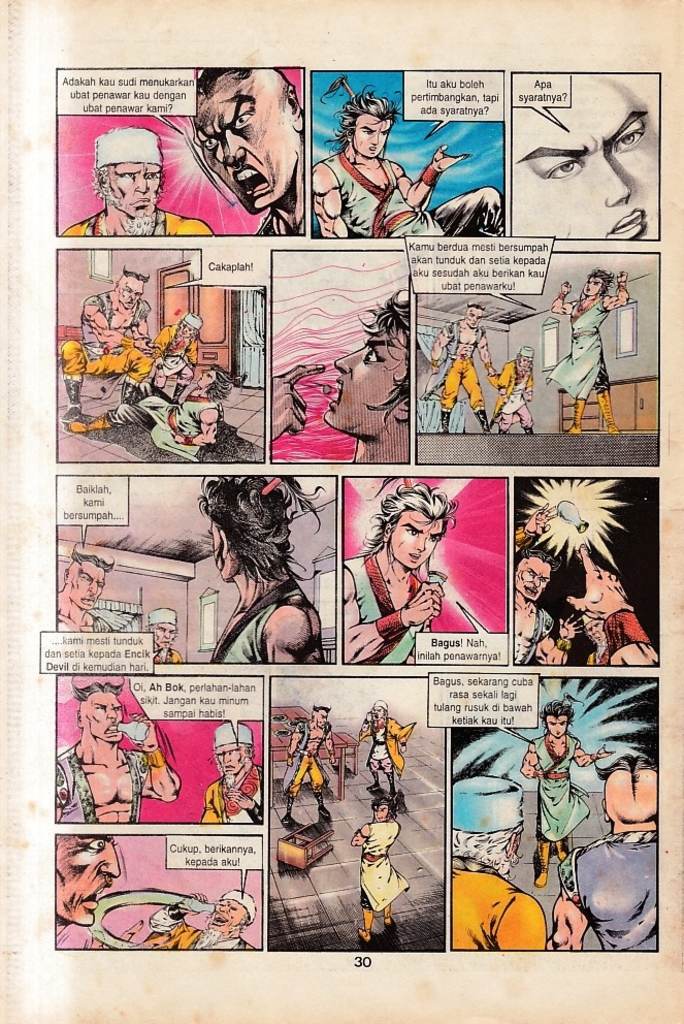 Adakah kau sudi menukarkan
ubat penawar kau dengan
ubat penawar kami?
Itu aku boleh
pertimbangkan, tapi
ada syaratnya?
Apa
syaratnya?
Cakaplah!
Kamu berdua mesti bersumpah
akan tunduk dan setia kepada
aku sesudah aku berikan kau
ubat penawarku!
Baiklah,
kami
bersumpah....
....kami mesti tunduk
dan setia kepada Encik
Devil di kemudian hari.
Bagus! Nah,
inilah penawarnya!
Oi, Ah Bok, perlahan-lahan
sikit. Jangan kau minum
sampai habis!
Cukup, berikannya,
kepada aku!
Bagus, sekarang cuba
rasa sekali lagi
tulang rusuk di bawah
ketiak kau itu!
30